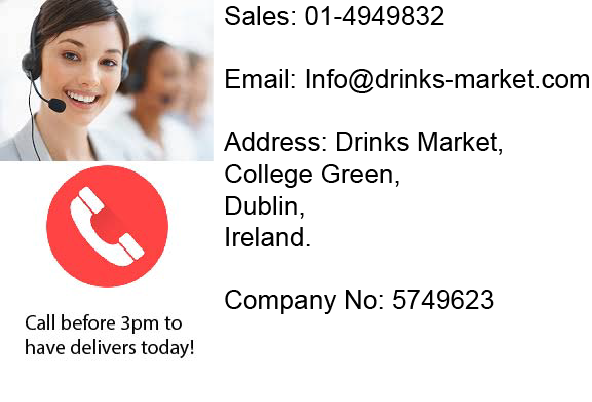 Sales: 01-4949832
Email: Info@drinks-market.com
Address: Drinks Market,
College Green,
Dublin,
Ireland.
Company No: 5749623
Call before 3pm to
have delivers today!